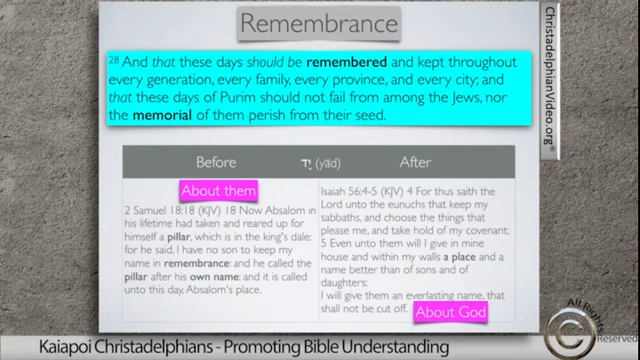 Remembrance
28 And that these days should be remembered and kept throughout
every generation, every family, every province, and every city; and
that these days of Purim should not fail from among the Jews, nor
the memorial of them perish from their seed.
Before
יָד (yād)
After
About them
2 Samuel 18:18 (KJV) 18 Now Absalom in
his lifetime had taken and reared up for
himself a pillar, which is in the king's dale:
for he said, I have no son to keep my
name in remembrance: and he called the
pillar after his own name: and it is called
unto this day, Absalom's place.
Isaiah 56:4-5 (KJV) 4 For thus saith the
Lord unto the eunuchs that keep my
sabbaths, and choose the things that
please me, and take hold of my covenant;
5 Even unto them will I give in mine
house and within my walls a place and a
name better than of sons and of
daughters:
I will give them an everlasting name, that
shall not be cut off.
About God
ChristadelphianVideo.org®
All Rights
Reserved
Kaiapoi Christadelphians - Promoting Bible Understanding